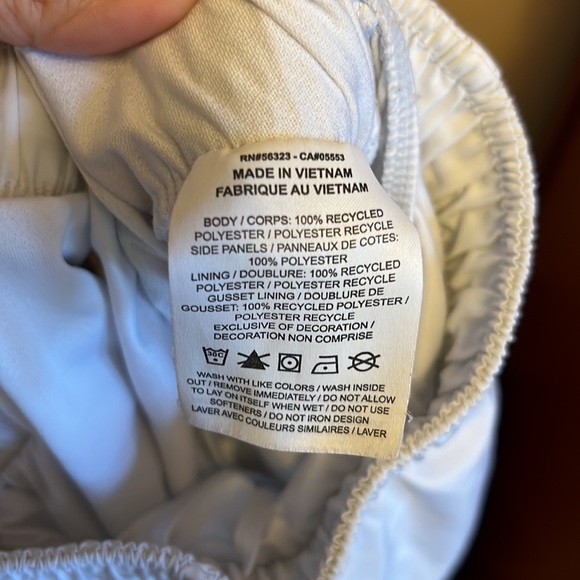 RN#56323 - CA#05553
MADE IN VIETNAM
FABRIQUE AU VIETNAM
BODY / CORPS: 100% RECYCLED
POLYESTER / POLYESTER RECYCLE
SIDE PANELS / PANNEAUX DE COTES:
100% POLYESTER
LINING / DOUBLURE: 100% RECYCLED
POLYESTER / POLYESTER RECYCLE
GUSSET LINING / DOUBLURE DE
GOUSSET: 100% RECYCLED POLYESTER /
POLYESTER RECYCLE
EXCLUSIVE OF DECORATION /
DECORATION NON COMPRISE
30C
WASH WITH LIKE COLORS / WASH INSIDE
OUT / REMOVE IMMEDIATELY / DO NOT ALLOW
TO LAY ON ITSELF WHEN WET / DO NOT USE
SOFTENERS / DO NOT IRON DESIGN
LAVER AVEC COULEURS SIMILAIRES / LAVER